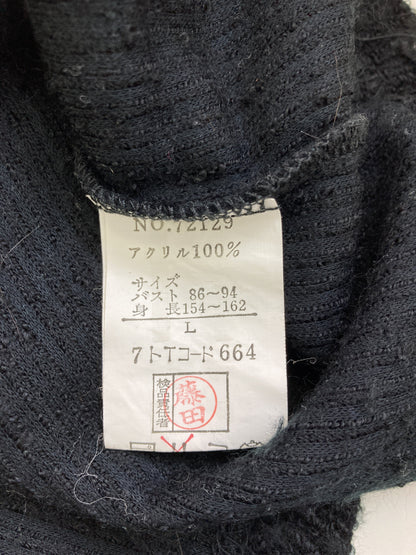 NO.72129
アクリル100%
サイズ
バスト 86~94
身 長154~162
L
7トTコード664
検品責任者
藤田